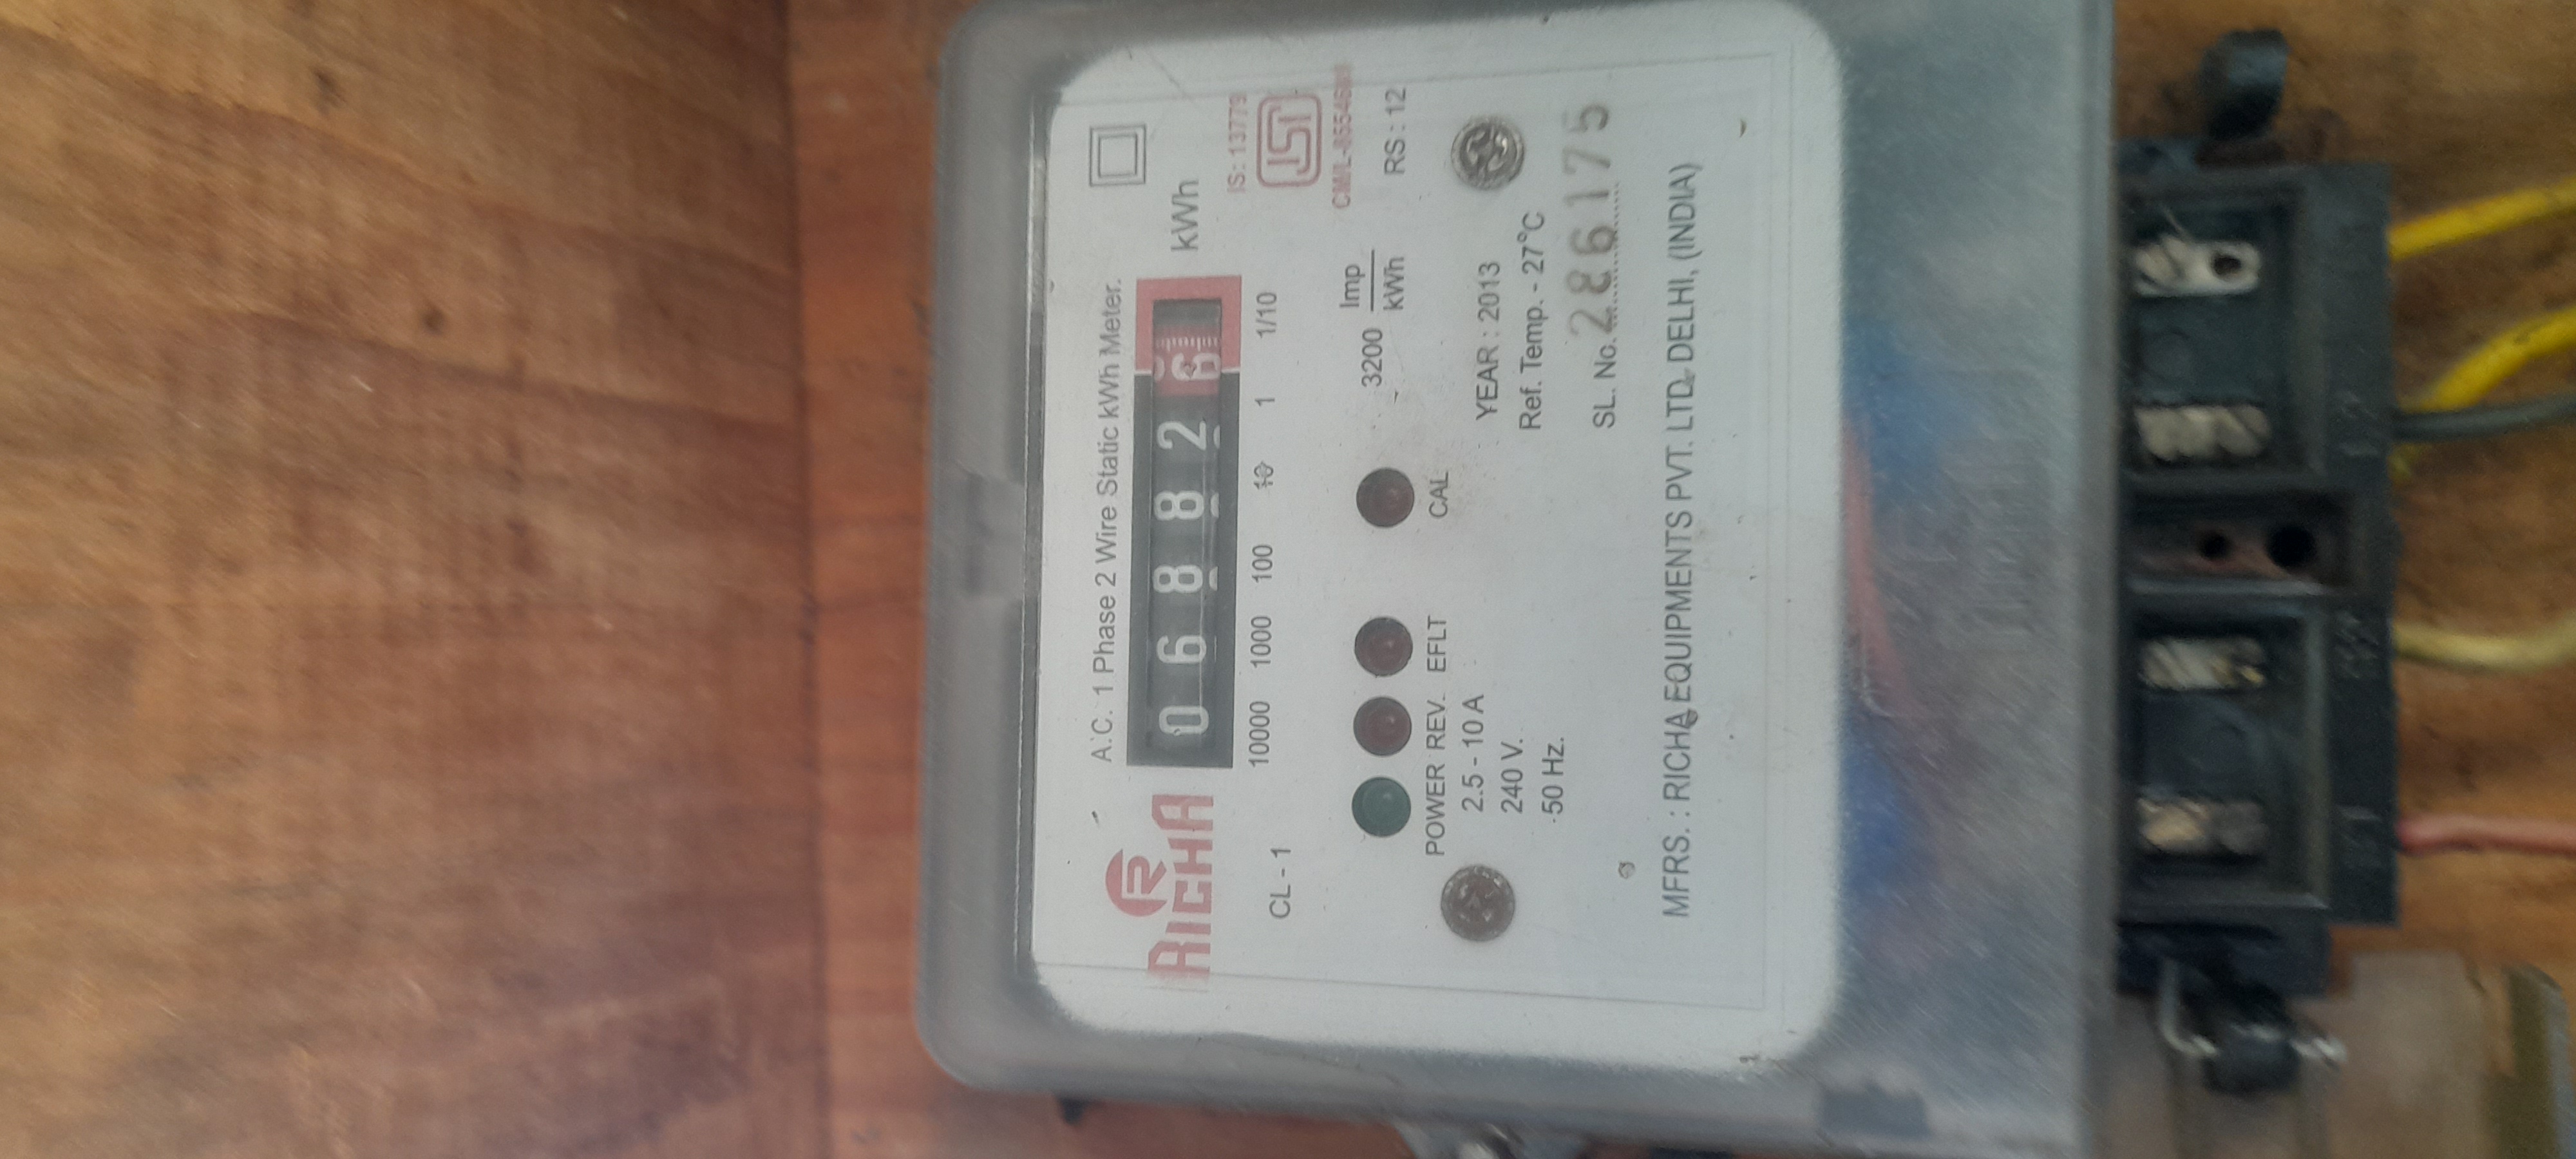 A.C. 1 Phase 2 Wire Static kWh Meter.
RICHA
0 6 8 8 2 6
kWh
10000 1000 100 10 1 1/10
IS : 13779
ISI
CL - 1
3200 Imp
kWh
RS : 12
POWER REV. EFLT
CAL
2.5 - 10 A
240 V.
50 Hz.
YEAR : 2013
Ref. Temp. - 27°C
SL. No. 286175
MFRS. : RICHA EQUIPMENTS PVT. LTD. DELHI, (INDIA)